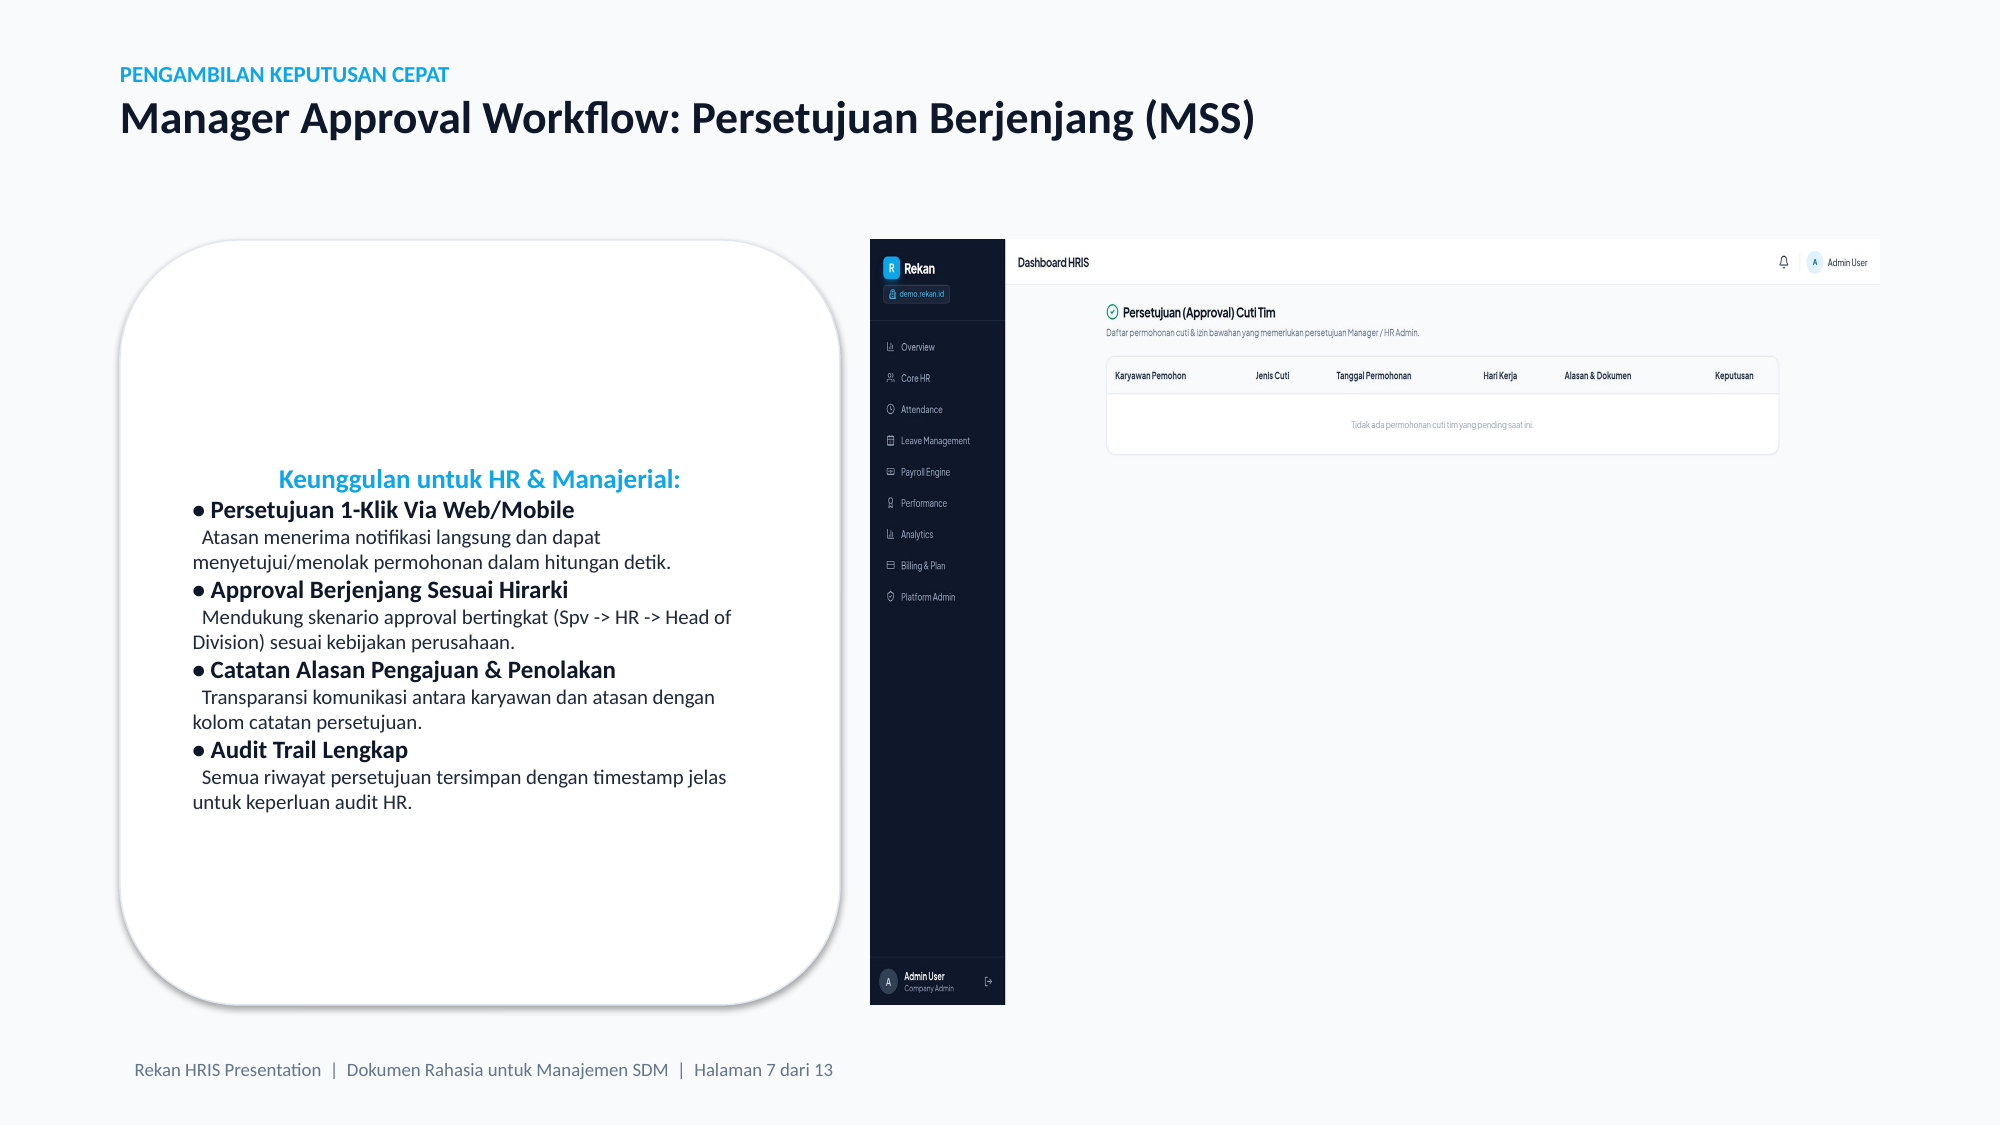 PENGAMBILAN KEPUTUSAN CEPAT
Manager Approval Workflow: Persetujuan Berjenjang (MSS)
Keunggulan untuk HR & Manajerial:
● Persetujuan 1-Klik Via Web/Mobile
Atasan menerima notifikasi langsung dan dapat
menyetujui/menolak permohonan dalam hitungan detik.
● Approval Berjenjang Sesuai Hirarki
Mendukung skenario approval bertingkat (Spv -> HR -> Head of
Division) sesuai kebijakan perusahaan.
● Catatan Alasan Pengajuan & Penolakan
Transparansi komunikasi antara karyawan dan atasan dengan
kolom catatan persetujuan.
● Audit Trail Lengkap
Semua riwayat persetujuan tersimpan dengan timestamp jelas
untuk keperluan audit HR.
R Rekan
demo.rekan.id
Overview
Core HR
Attendance
Leave Management
Payroll Engine
Performance
Analytics
Billing & Plan
Platform Admin
A Admin User
Company Admin
Dashboard HRIS
A Admin User
Persetujuan (Approval) Cuti Tim
Daftar permohonan cuti & izin bawahan yang memerlukan persetujuan Manager / HR Admin.
Karyawan Pemohon Jenis Cuti Tanggal Permohonan Hari Kerja Alasan & Dokumen Keputusan
Tidak ada permohonan cuti tim yang pending saat ini.
Rekan HRIS Presentation | Dokumen Rahasia untuk Manajemen SDM | Halaman 7 dari 13